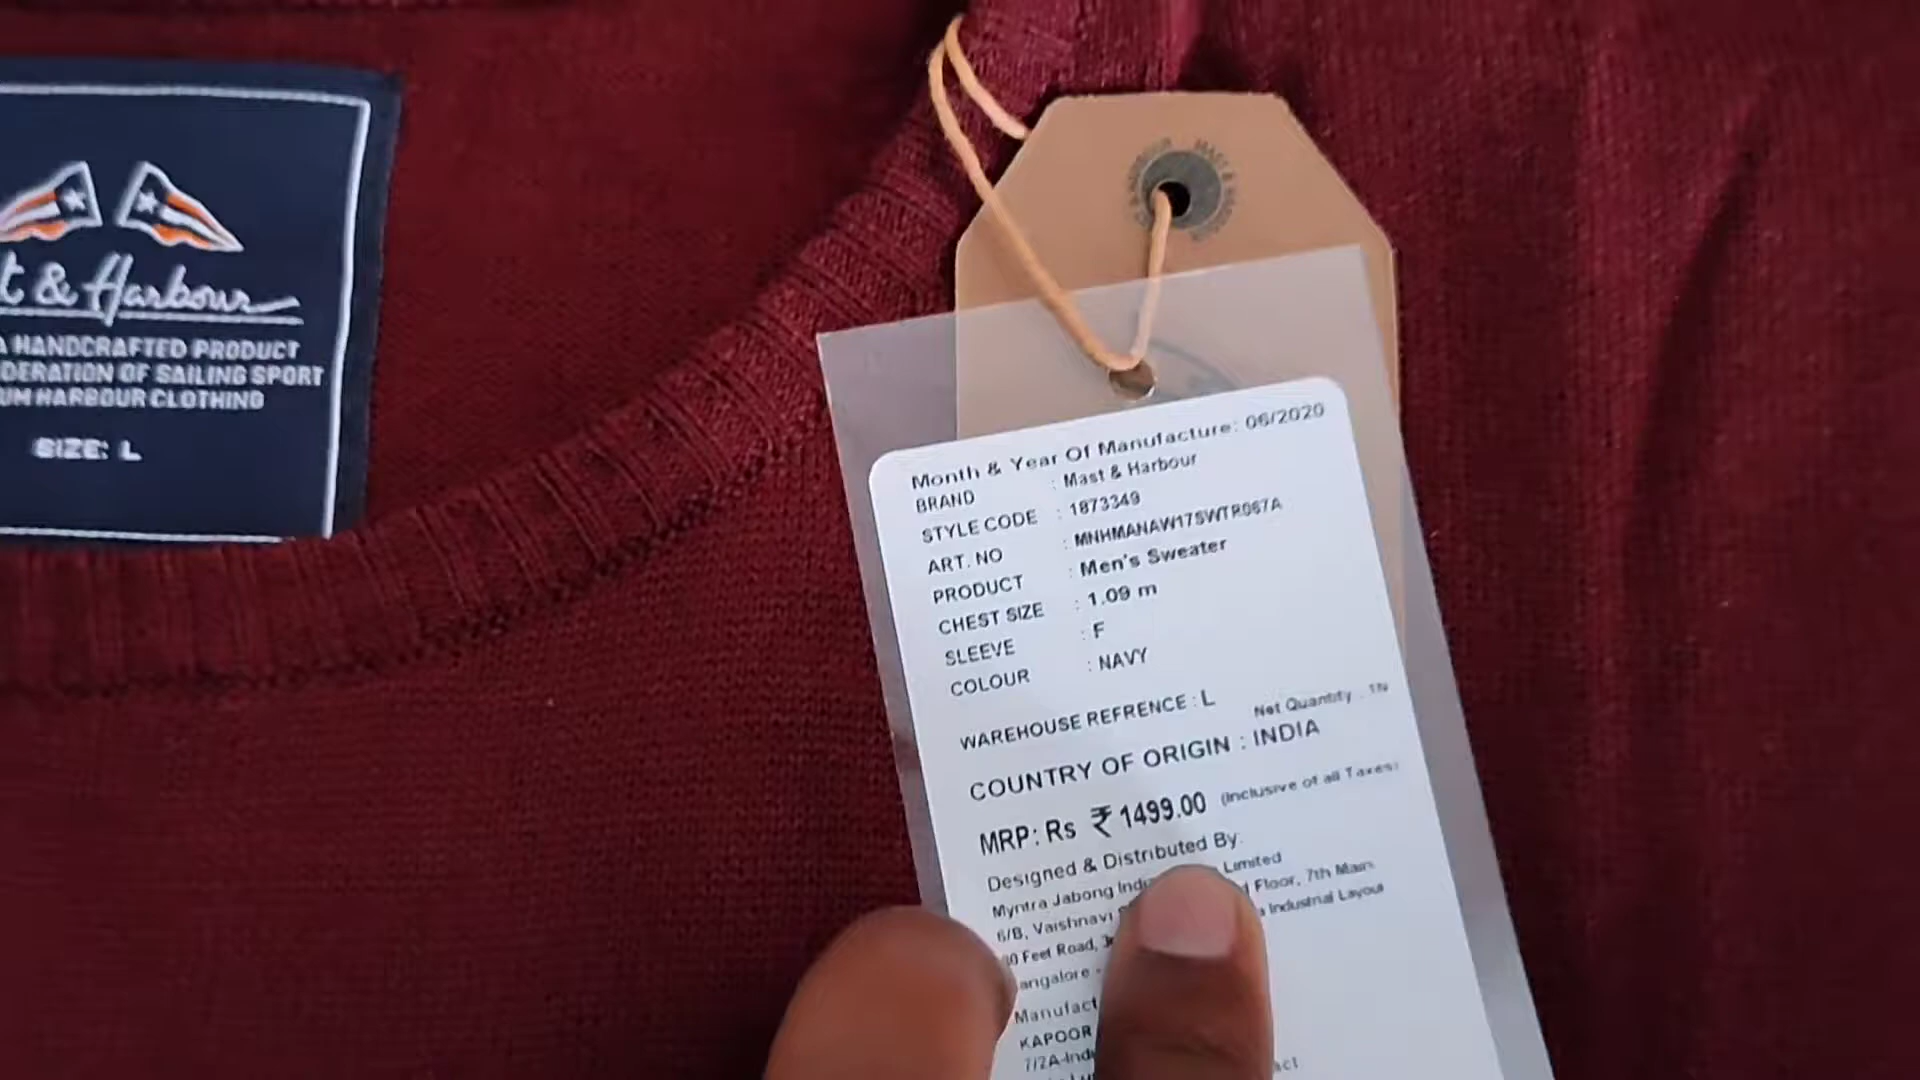 t & Harbour
A HANDCRAFTED PRODUCT
DERATION OF SAILING SPORT
UM HARBOUR CLOTHING
SIZE: L
MAST & HARBOUR
Month & Year Of Manufacture: 06/2020
BRAND : Mast & Harbour
STYLE CODE : 1873349
ART. NO : MNHMANAW17SWTR067A
PRODUCT : Men's Sweater
CHEST SIZE : 1.09 m
SLEEVE : F
COLOUR : NAVY
WAREHOUSE REFRENCE : L
Net Quantity : 1N
COUNTRY OF ORIGIN : INDIA
MRP: Rs ₹ 1499.00 (Inclusive of all Taxes)
Designed & Distributed By:
Myntra Jabong Limited
6/B, Vaishnavi Floor, 7th Main
Feet Road, Industrial Layout
angalore -
Manufact
KAPOOR
7/2A-Ind